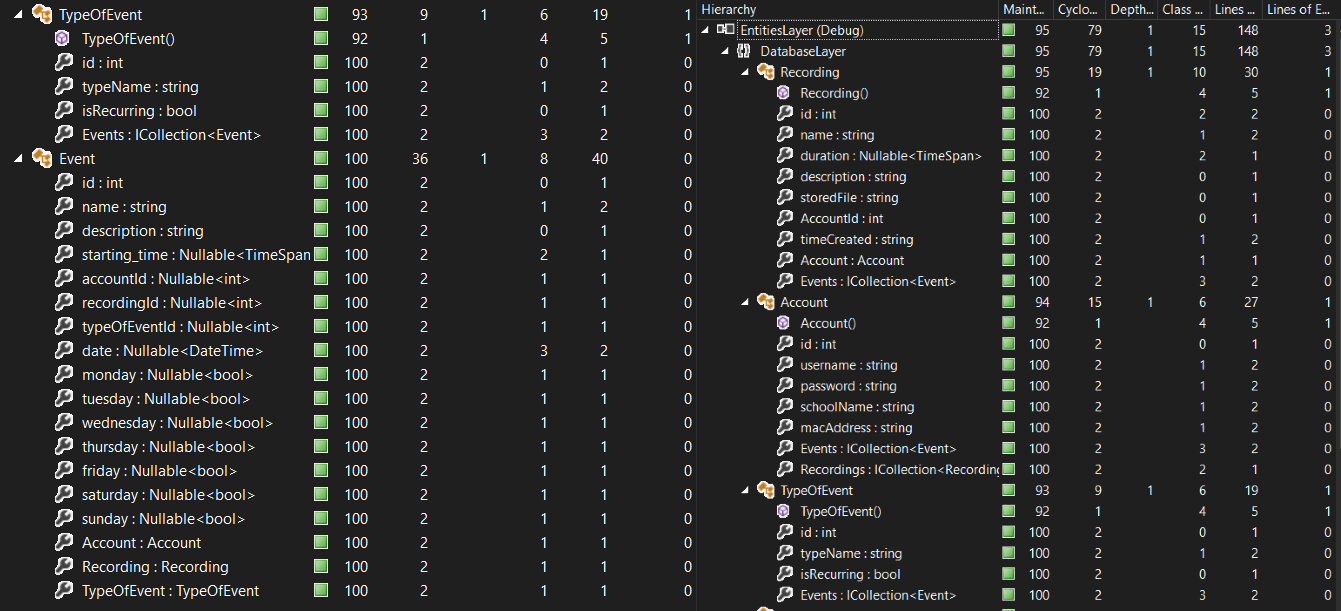 TypeOfEvent 93 9 1 6 19 1
TypeOfEvent() 92 1 4 5 1
id : int 100 2 0 1 0
typeName : string 100 2 1 2 0
isRecurring : bool 100 2 0 1 0
Events : ICollection<Event> 100 2 3 2 0
Event 100 36 1 8 40 0
id : int 100 2 0 1 0
name : string 100 2 1 2 0
description : string 100 2 0 1 0
starting_time : Nullable<TimeSpan 100 2 2 1 0
accountId : Nullable<int> 100 2 1 1 0
recordingId : Nullable<int> 100 2 1 1 0
typeOfEventId : Nullable<int> 100 2 1 1 0
date : Nullable<DateTime> 100 2 3 2 0
monday : Nullable<bool> 100 2 1 1 0
tuesday : Nullable<bool> 100 2 1 1 0
wednesday : Nullable<bool> 100 2 1 1 0
thursday : Nullable<bool> 100 2 1 1 0
friday : Nullable<bool> 100 2 1 1 0
saturday : Nullable<bool> 100 2 1 1 0
sunday : Nullable<bool> 100 2 1 1 0
Account : Account 100 2 1 1 0
Recording : Recording 100 2 1 1 0
TypeOfEvent : TypeOfEvent 100 2 1 1 0
Hierarchy Maint... Cyclo... Depth... Class ... Lines ... Lines of E...
EntitiesLayer (Debug) 95 79 1 15 148 3
DatabaseLayer 95 79 1 15 148 3
Recording 95 19 1 10 30 1
Recording() 92 1 4 5 1
id : int 100 2 2 2 0
name : string 100 2 1 2 0
duration : Nullable<TimeSpan> 100 2 2 1 0
description : string 100 2 0 1 0
storedFile : string 100 2 0 1 0
AccountId : int 100 2 0 1 0
timeCreated : string 100 2 1 2 0
Account : Account 100 2 1 1 0
Events : ICollection<Event> 100 2 3 2 0
Account 94 15 1 6 27 1
Account() 92 1 4 5 1
id : int 100 2 0 1 0
username : string 100 2 1 2 0
password : string 100 2 1 2 0
schoolName : string 100 2 1 2 0
macAddress : string 100 2 1 2 0
Events : ICollection<Event> 100 2 3 2 0
Recordings : ICollection<Recording 100 2 2 1 0
TypeOfEvent 93 9 1 6 19 1
TypeOfEvent() 92 1 4 5 1
id : int 100 2 0 1 0
typeName : string 100 2 1 2 0
isRecurring : bool 100 2 0 1 0
Events : ICollection<Event> 100 2 3 2 0